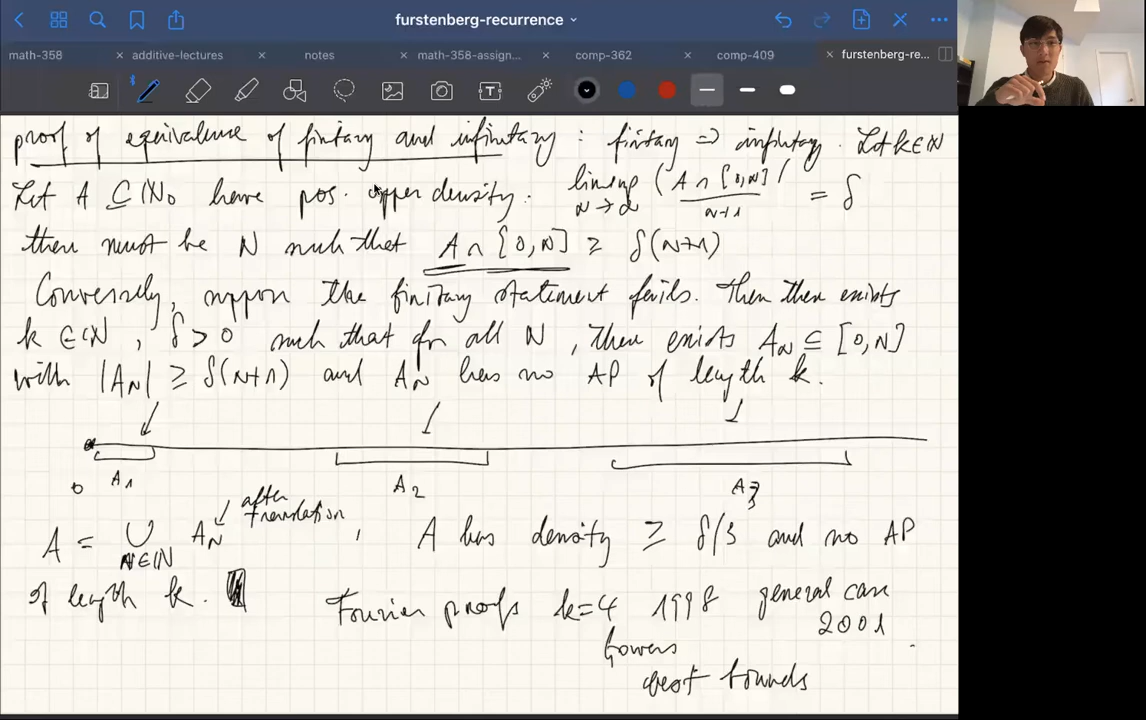 furstenberg-recurrence
math-358 × additive-lectures × notes × math-358-assign... × comp-362 × comp-409 × furstenberg-re...
proof of equivalence of finitary and infinitary : finitary ⇒ infinitary. Let k∈ℕ
Let A ⊆ ℕ₀ have pos. upper density. limsup_{N→∞} |A ∩ [0,N]| / N+1 = δ
there must be N such that A ∩ [0,N] ≥ δ(N+1)
Conversely, suppose the finitary statement fails. Then there exists
k ∈ ℕ, δ > 0 such that for all N, there exists A_N ⊆ [0,N]
with |A_N| ≥ δ(N+1) and A_N has no AP of length k.
0 A₁ A₂ A₃
after translation
A = ∪_{N∈ℕ} A_N , A has density ≥ δ/3 and no AP
of length k.
Fourier proofs k=4 1998 general case
2001
Gowers
best bounds